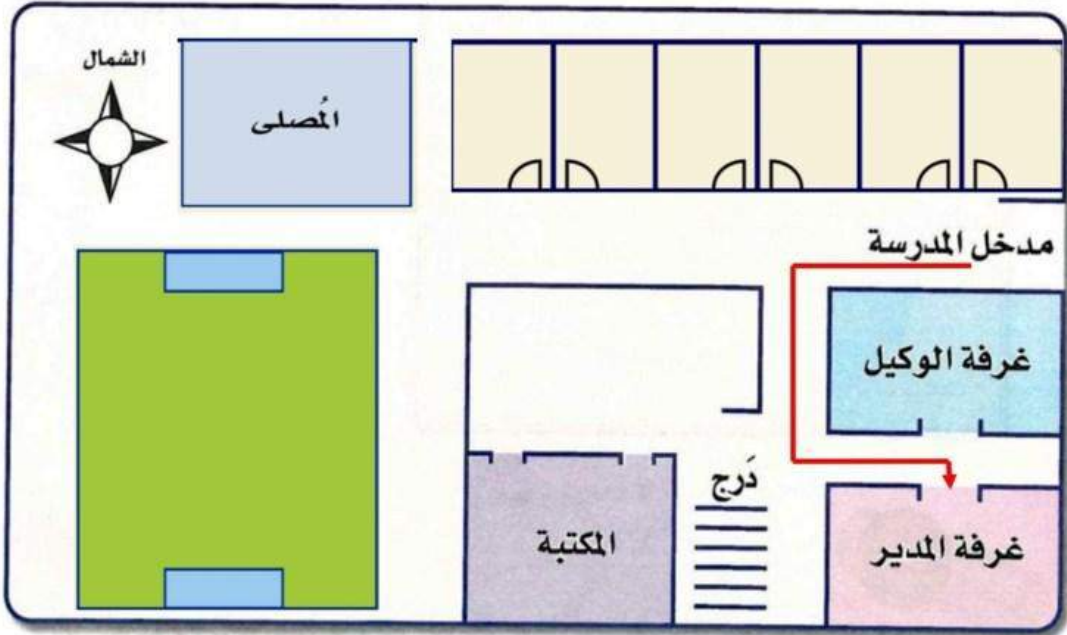 الشمال
المُصلى
مدخل المدرسة
غرفة الوكيل
دَرج
المكتبة
غرفة المدير